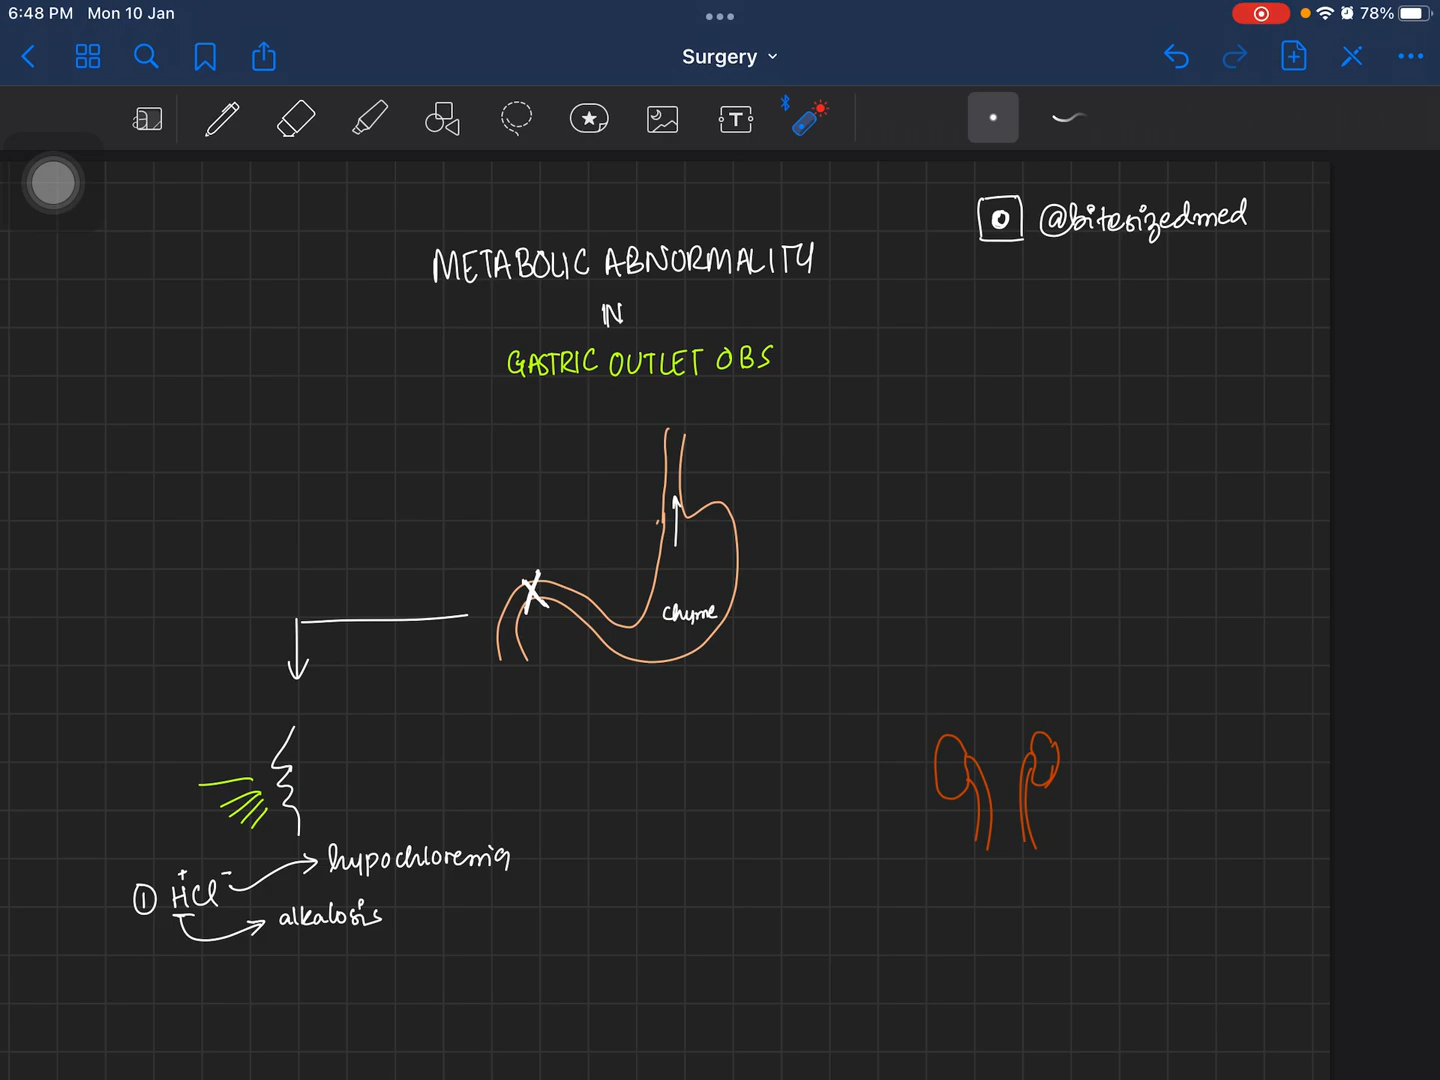 6:48 PM Mon 10 Jan
78%
Surgery
T
@bitesizedmed
METABOLIC ABNORMALITY
IN
GASTRIC OUTLET OBS
X
chyme
hypochloremia
① H⁺Cl⁻
alkalosis